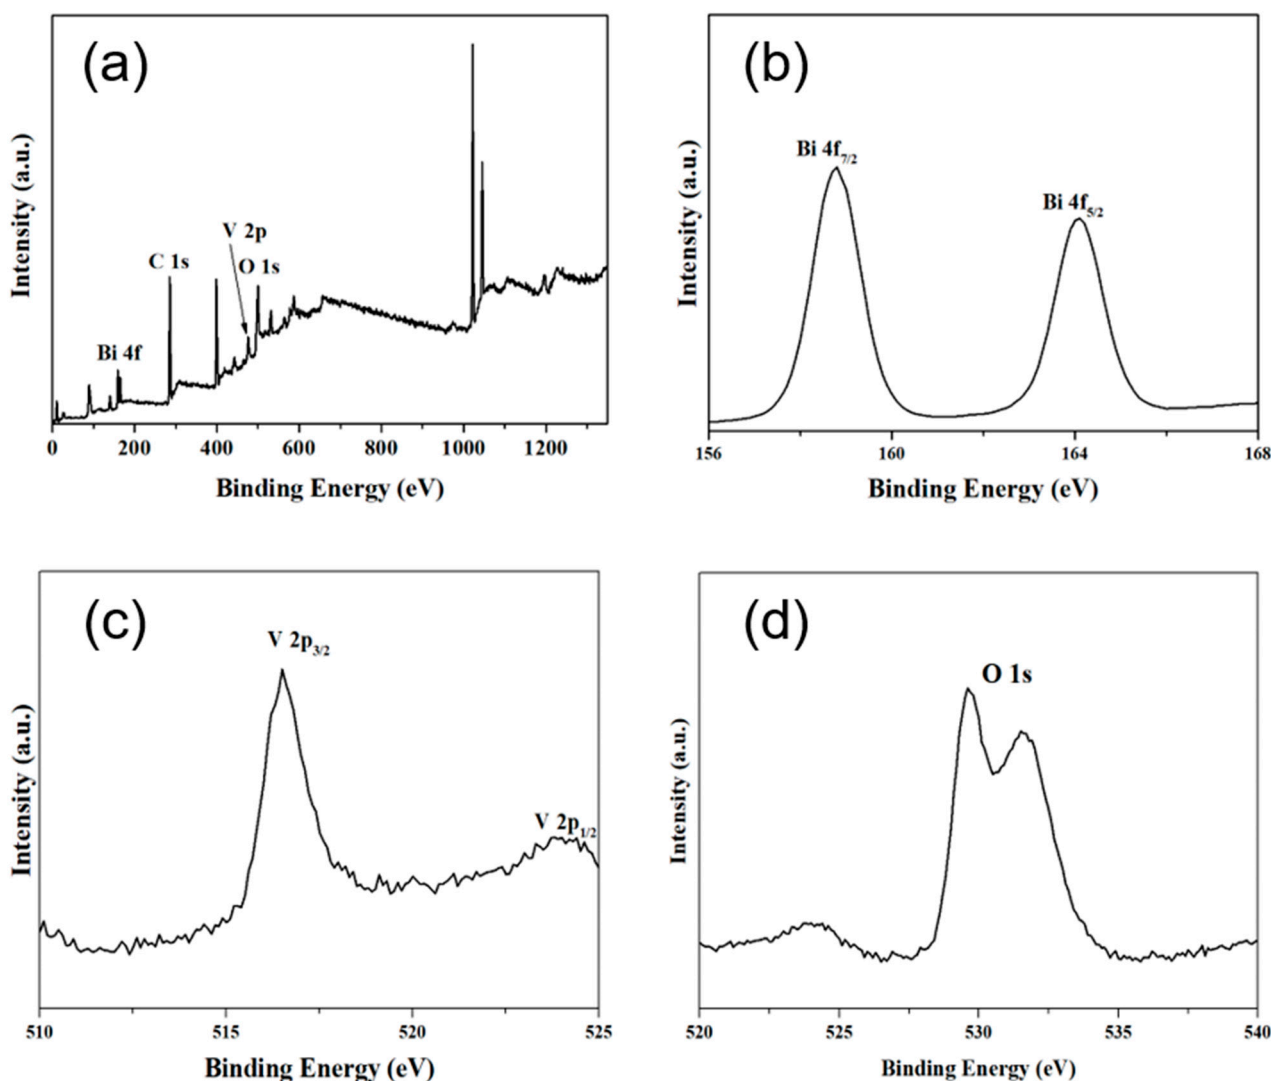 (a)
Intensity (a.u.)
Bi 4f
C 1s
V 2p
O 1s
0 200 400 600 800 1000 1200
Binding Energy (eV)
(b)
Intensity (a.u.)
Bi 4f7/2
Bi 4f5/2
156 160 164 168
Binding Energy (eV)
(c)
Intensity (a.u.)
V 2p3/2
V 2p1/2
510 515 520 525
Binding Energy (eV)
(d)
Intensity (a.u.)
O 1s
520 525 530 535 540
Binding Energy (eV)